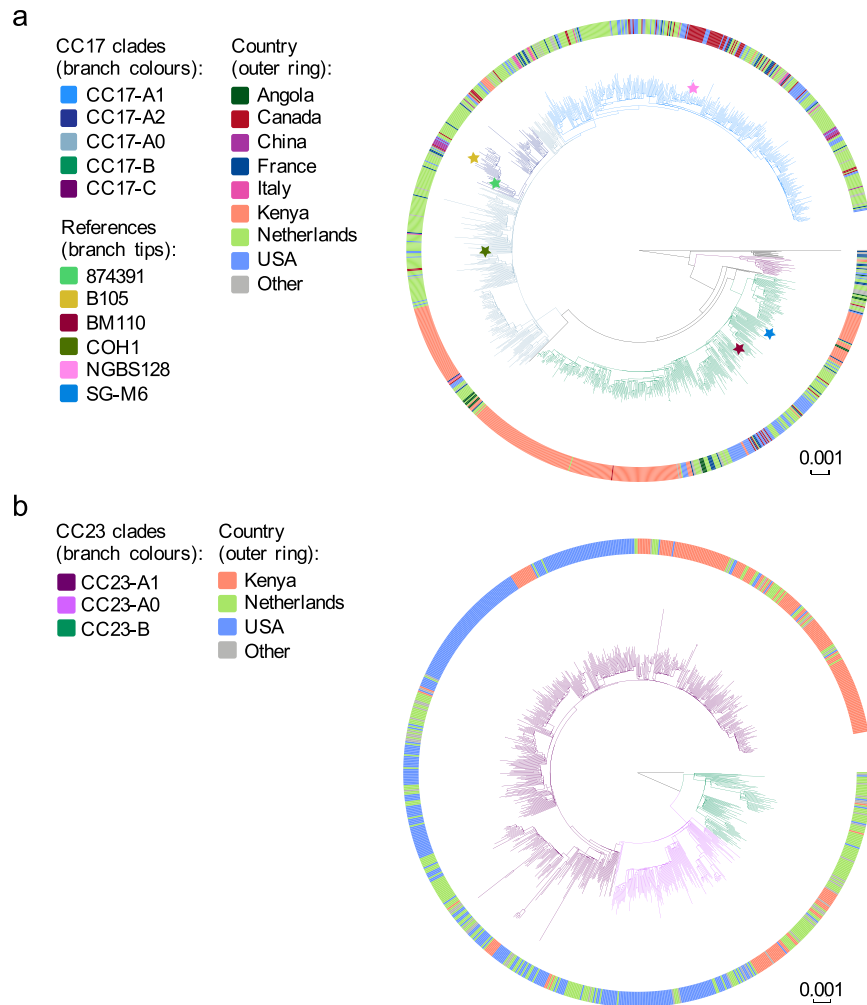 a
CC17 clades
(branch colours):
CC17-A1
CC17-A2
CC17-A0
CC17-B
CC17-C
References
(branch tips):
874391
B105
BM110
COH1
NGBS128
SG-M6
Country
(outer ring):
Angola
Canada
China
France
Italy
Kenya
Netherlands
USA
Other
0.001
b
CC23 clades
(branch colours):
CC23-A1
CC23-A0
CC23-B
Country
(outer ring):
Kenya
Netherlands
USA
Other
0.001